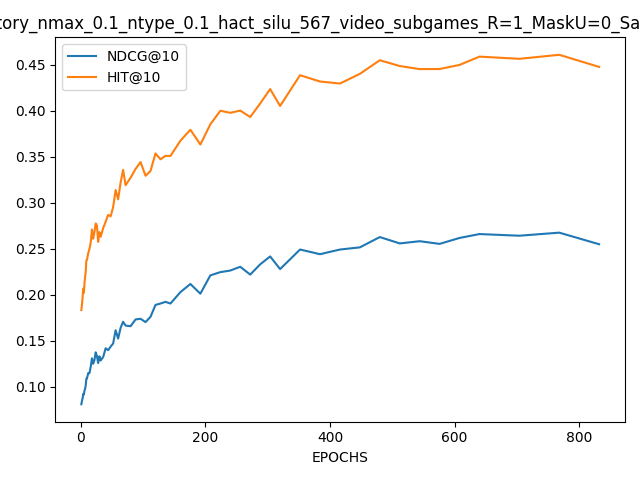 tory_nmax_0.1_ntype_0.1_hact_silu_567_video_subgames_R=1_MaskU=0_Sa
NDCG@10
HIT@10
0.45
0.40
0.35
0.30
0.25
0.20
0.15
0.10
0 200 400 600 800
EPOCHS